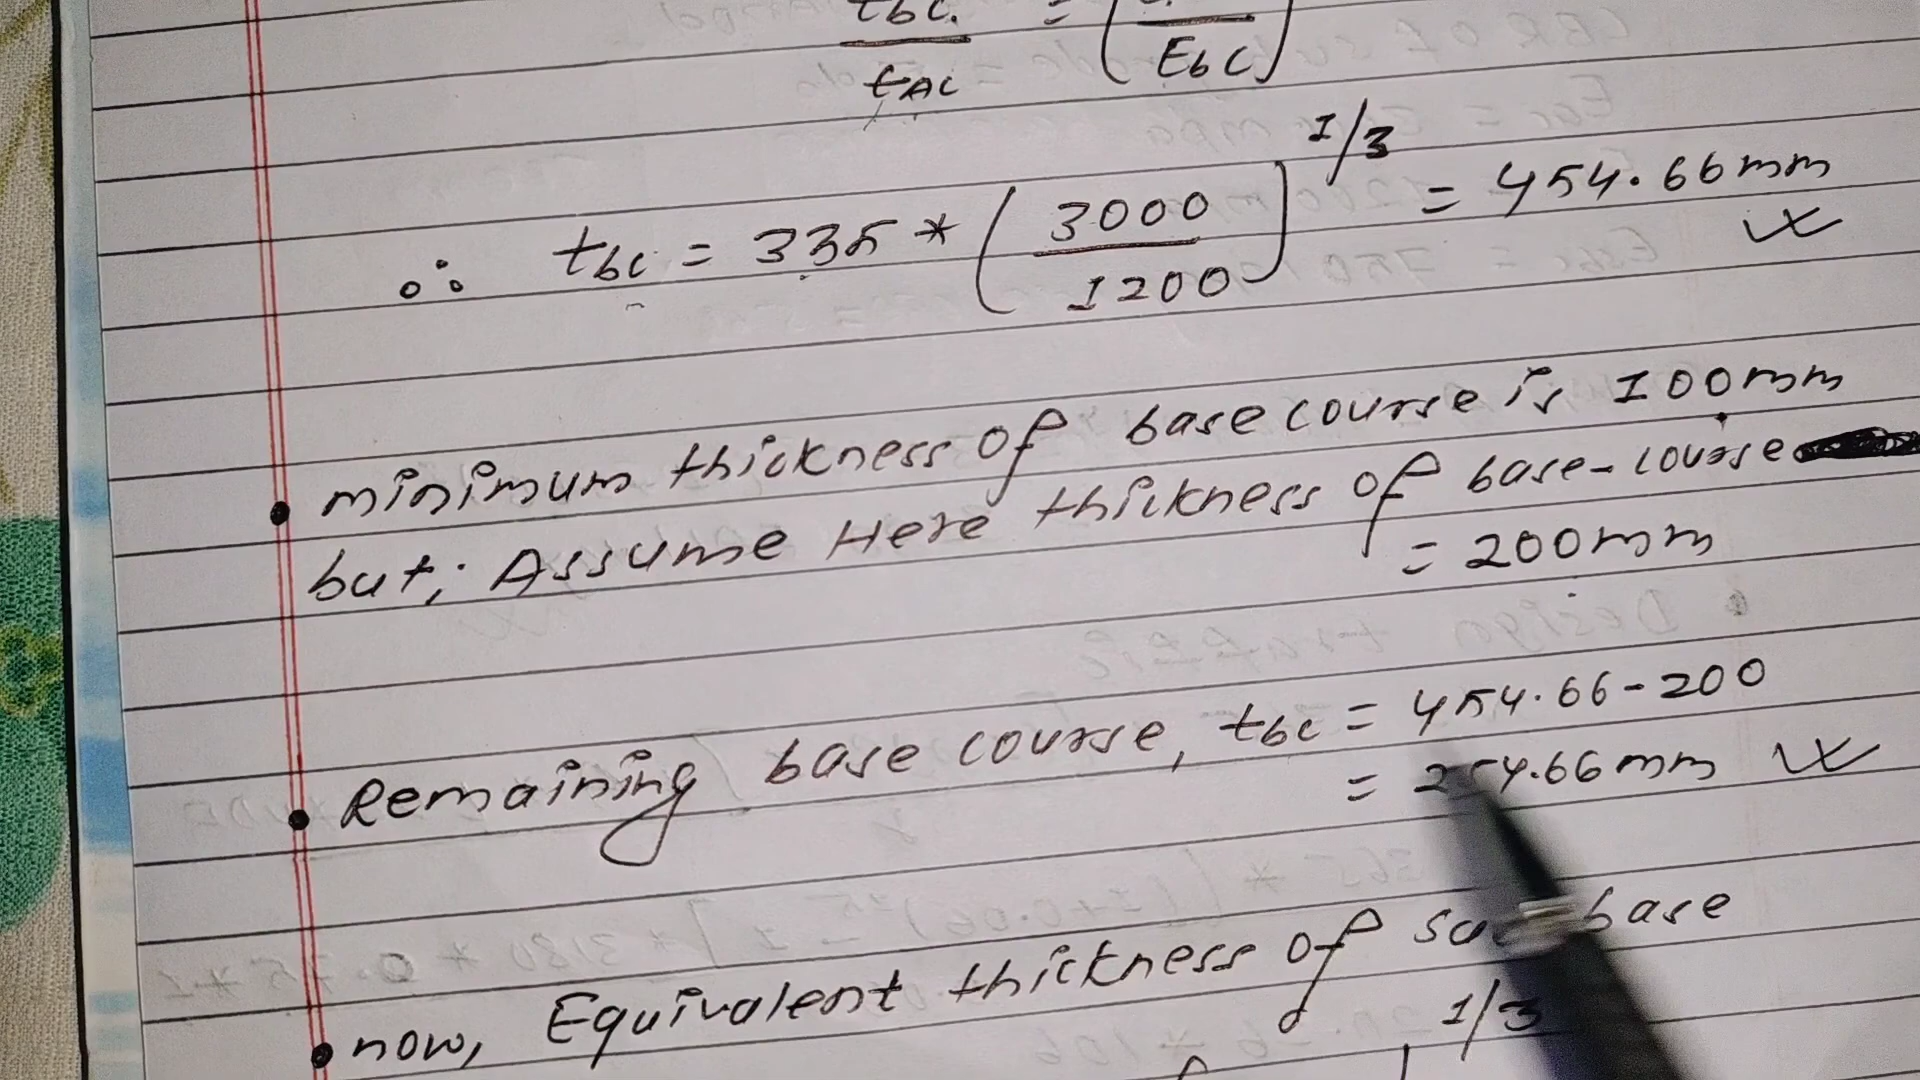 tbc. = (
tAC Ebc)
1/3
∴ tbc = 335 * ( 3000 ) = 454.66mm
1200
• minimum thickness of base course is 100mm
but; Assume Here thickness of base-course
= 200mm
• Remaining base course, tbc = 454.66-200
= 254.66mm
• now, Equivalent thickness of sub-base
1/3